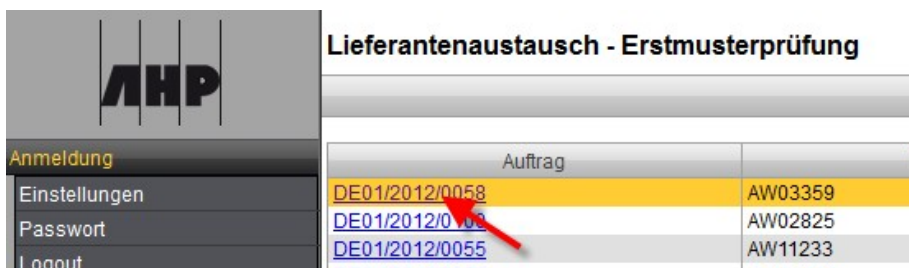 AHP
Lieferantenaustausch - Erstmusterprüfung
Anmeldung
Einstellungen
Passwort
Logout
Auftrag
DE01/2012/0058 AW03359
AW02825
DE01/2012/0055 AW11233